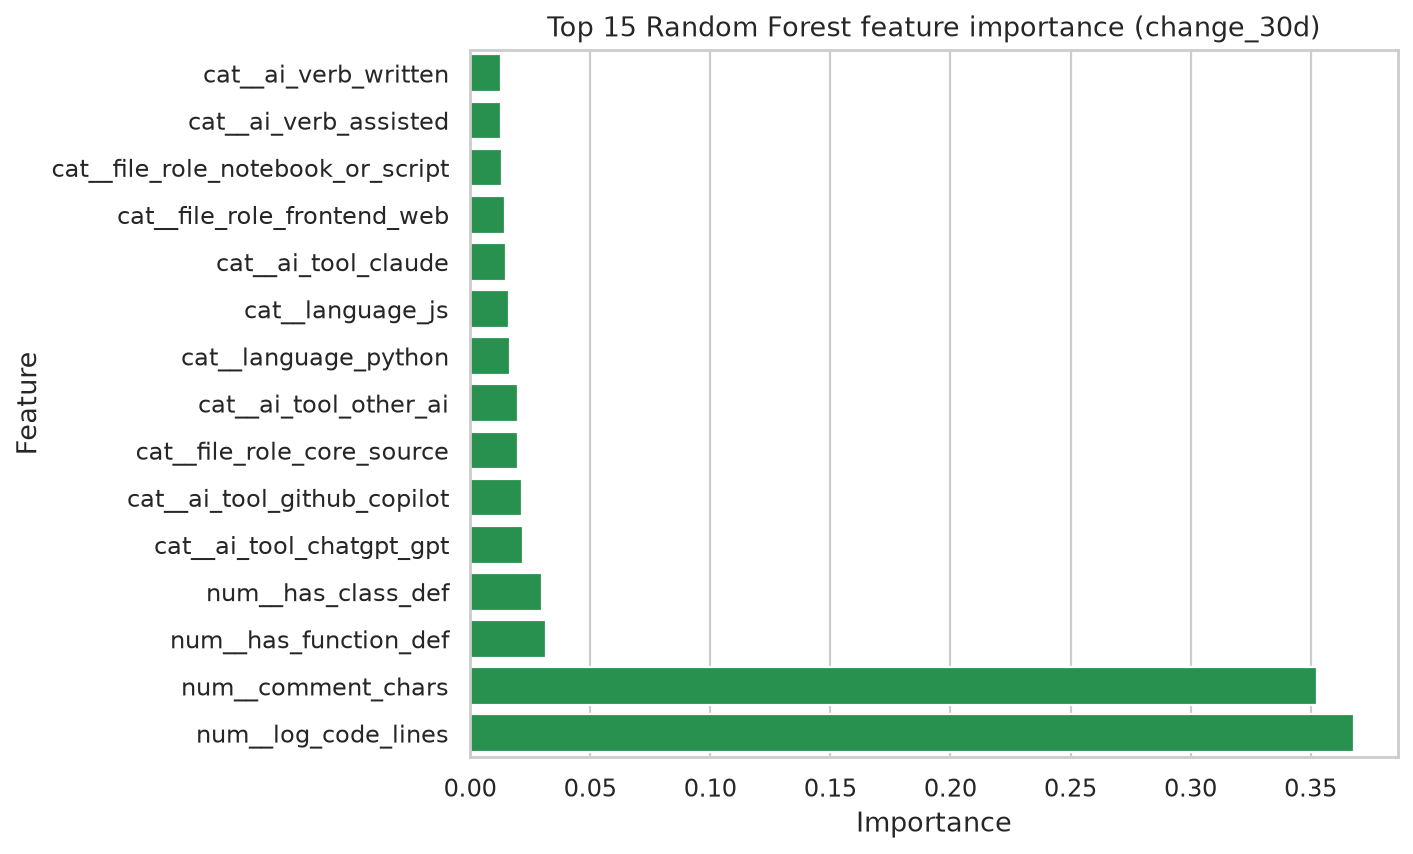 Top 15 Random Forest feature importance (change_30d)
cat__ai_verb_written
cat__ai_verb_assisted
cat__file_role_notebook_or_script
cat__file_role_frontend_web
cat__ai_tool_claude
cat__language_js
cat__language_python
cat__ai_tool_other_ai
cat__file_role_core_source
cat__ai_tool_github_copilot
cat__ai_tool_chatgpt_gpt
num__has_class_def
num__has_function_def
num__comment_chars
num__log_code_lines
Feature
0.00 0.05 0.10 0.15 0.20 0.25 0.30 0.35
Importance